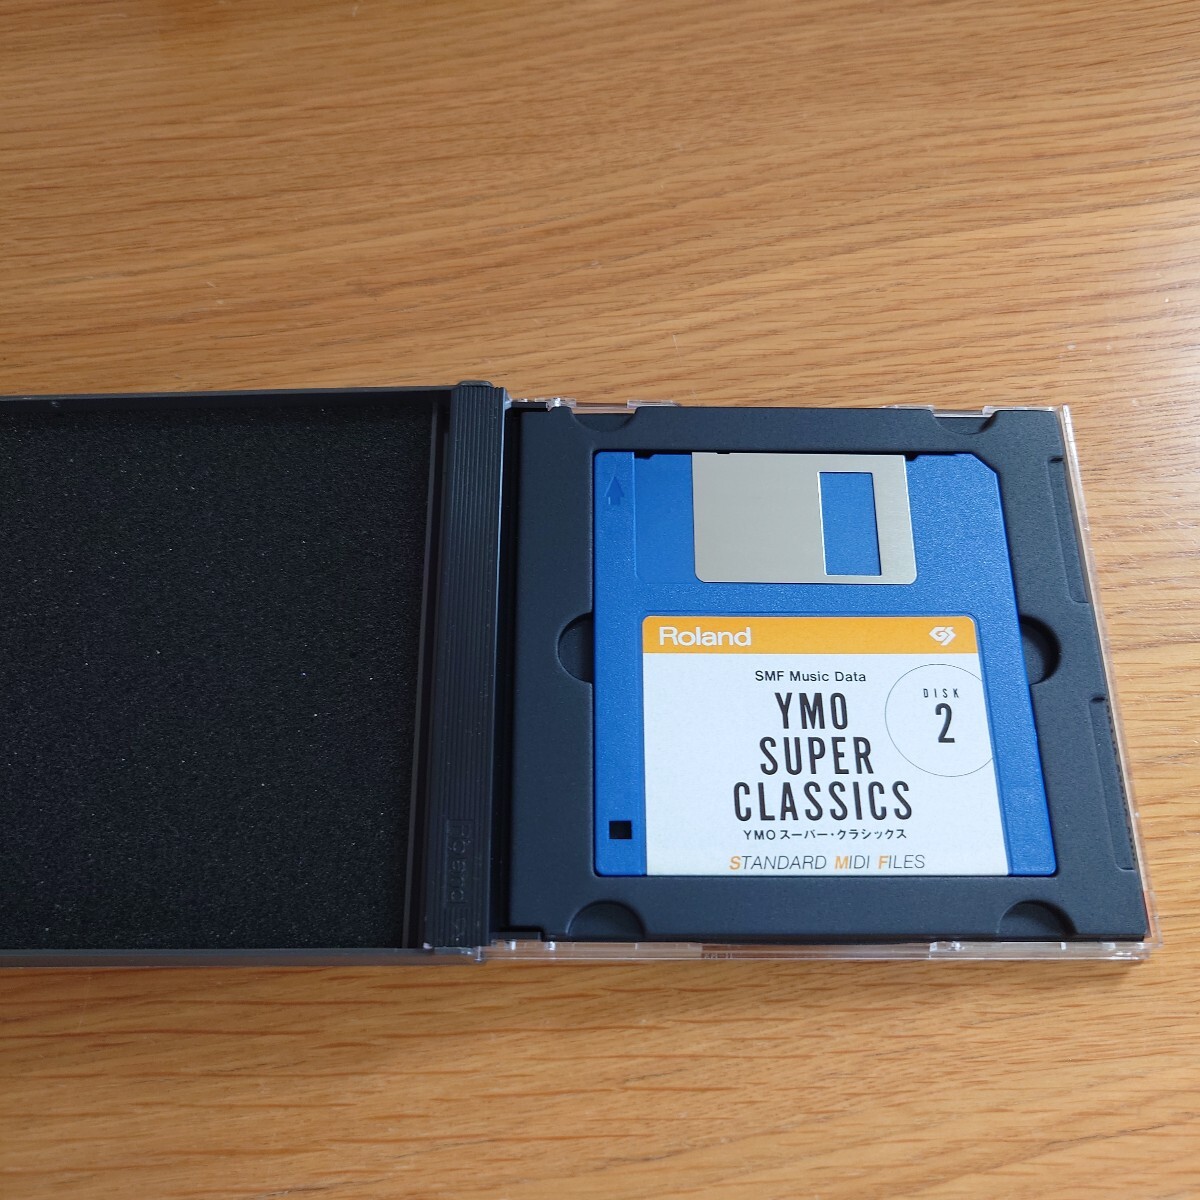 Roland GS
SMF Music Data
DISK
2
YMO
SUPER
CLASSICS
YMOスーパー・クラシックス
STANDARD MIDI FILES